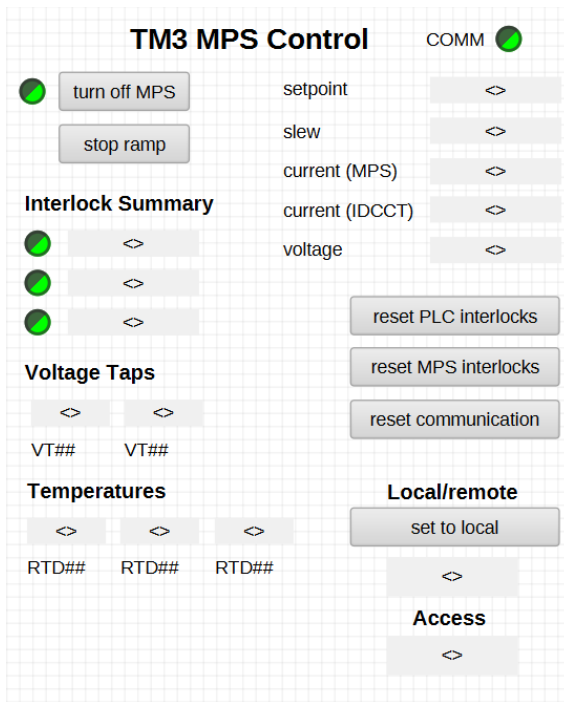 TM3 MPS Control
COMM
turn off MPS
setpoint <>
stop ramp
slew <>
current (MPS) <>
Interlock Summary
current (IDCCT) <>
<>
voltage <>
<>
<>
reset PLC interlocks
Voltage Taps
reset MPS interlocks
<> <>
reset communication
VT## VT##
Temperatures
Local/remote
<> <> <>
set to local
RTD## RTD## RTD##
<>
Access
<>